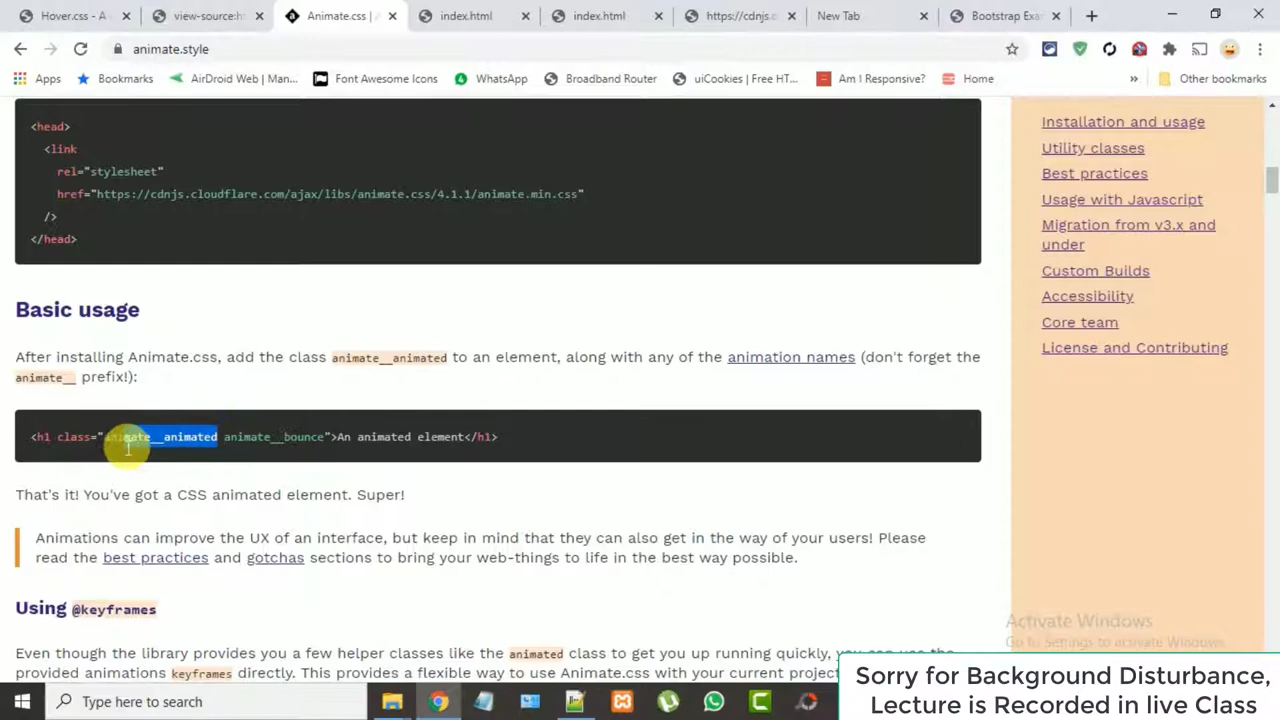 Hover.css - A
view-source:h
Animate.css |
index.html
index.html
https://cdnjs.c
New Tab
Bootstrap Exa
animate.style
Apps
Bookmarks
AirDroid Web | Man...
Font Awesome Icons
WhatsApp
Broadband Router
uiCookies | Free HT...
Am I Responsive?
Home
»
Other bookmarks
<head>
<link
rel="stylesheet"
href="https://cdnjs.cloudflare.com/ajax/libs/animate.css/4.1.1/animate.min.css"
/>
</head>
Basic usage
After installing Animate.css, add the class animate__animated to an element, along with any of the animation names (don't forget the
animate__ prefix!):
<h1 class="animate__animated animate__bounce">An animated element</h1>
That's it! You've got a CSS animated element. Super!
Animations can improve the UX of an interface, but keep in mind that they can also get in the way of your users! Please
read the best practices and gotchas sections to bring your web-things to life in the best way possible.
Using @keyframes
Even though the library provides you a few helper classes like the animated class to get you up running quickly, you can use the
provided animations keyframes directly. This provides a flexible way to use Animate.css with your current project
Installation and usage
Utility classes
Best practices
Usage with Javascript
Migration from v3.x and
under
Custom Builds
Accessibility
Core team
License and Contributing
Activate Windows
Go to Settings to activate Windows.
Type here to search
Sorry for Background Disturbance,
Lecture is Recorded in live Class